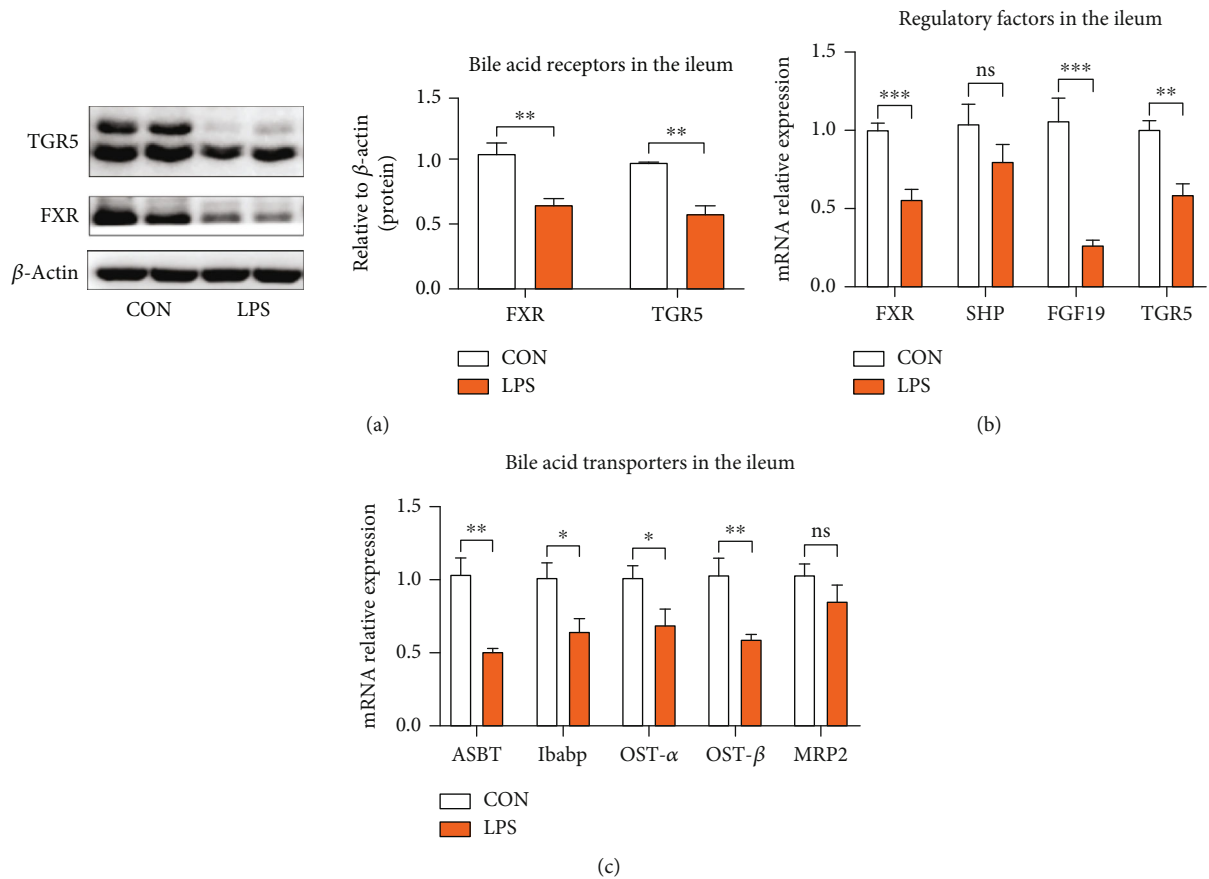 TGR5
FXR
β-Actin
CON LPS
Bile acid receptors in the ileum
Relative to β-actin
(protein)
1.5
1.0
0.5
0.0
** **
FXR TGR5
CON
LPS
(a)
Regulatory factors in the ileum
mRNA relative expression
1.5
1.0
0.5
0.0
*** ns *** **
FXR SHP FGF19 TGR5
CON
LPS
(b)
Bile acid transporters in the ileum
mRNA relative expression
1.5
1.0
0.5
0.0
** * * ** ns
ASBT Ibabp OST-α OST-β MRP2
CON
LPS
(c)